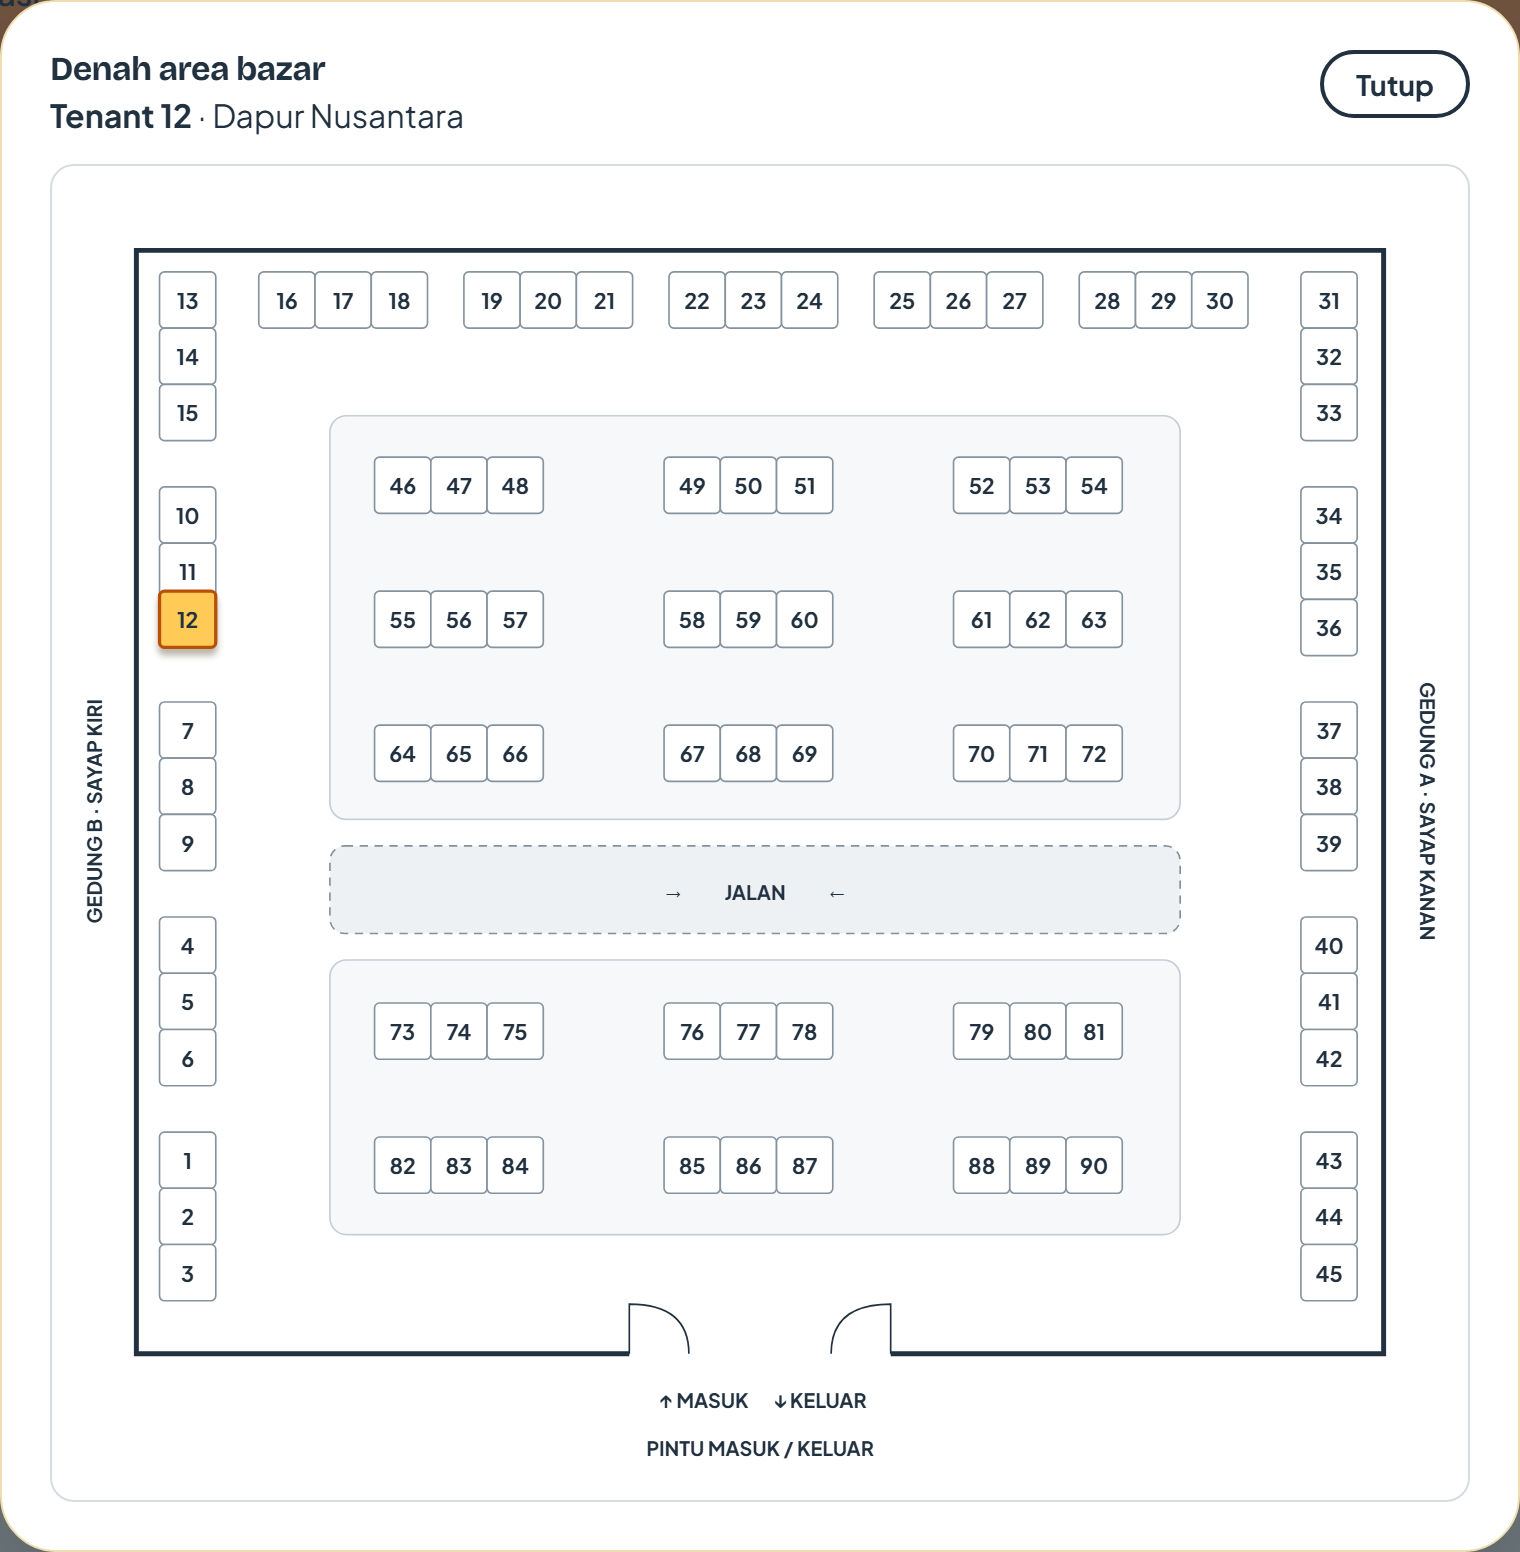 Denah area bazar
Tutup
Tenant 12 · Dapur Nusantara
13 16 17 18 19 20 21 22 23 24 25 26 27 28 29 30 31
14 32
15 33
46 47 48 49 50 51 52 53 54
10 34
11 35
12 55 56 57 58 59 60 61 62 63 36
7 37
64 65 66 67 68 69 70 71 72
8 38
9 39
GEDUNG B · SAYAP KIRI
GEDUNG A · SAYAP KANAN
→ JALAN ←
4 40
5 41
73 74 75 76 77 78 79 80 81
6 42
1 43
82 83 84 85 86 87 88 89 90
2 44
3 45
↑ MASUK ↓ KELUAR
PINTU MASUK / KELUAR